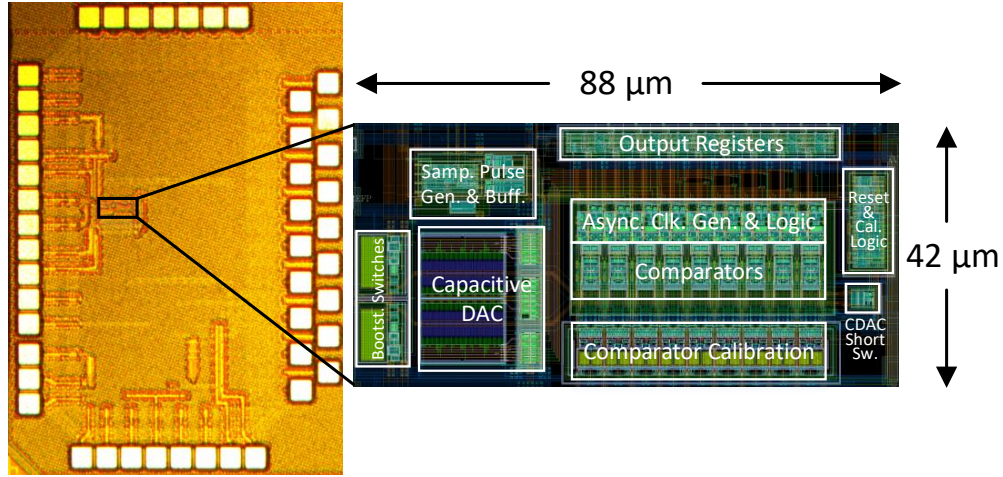 88 µm
Output Registers
Samp. Pulse
Gen. & Buff.
Reset
&
Cal.
Logic
Async. Clk. Gen. & Logic
42 µm
Bootst. Switches
Capacitive
DAC
Comparators
CDAC
Short
Sw.
Comparator Calibration